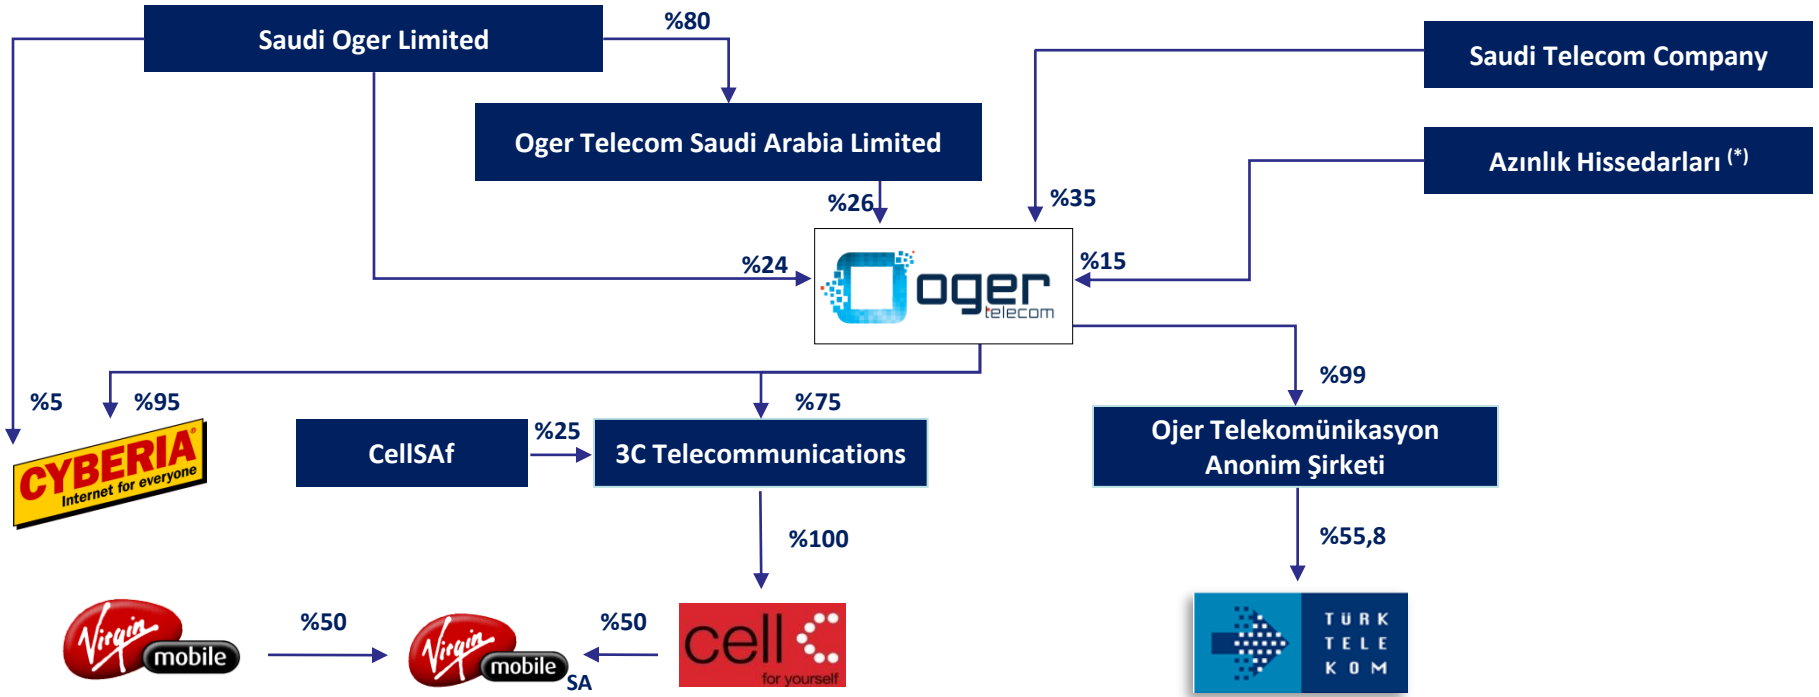 Saudi Oger Limited
%80
Saudi Telecom Company
Oger Telecom Saudi Arabia Limited
Azınlık Hissedarları (*)
%26
%35
%24
%15
oger
telecom
%5
%95
%75
%99
CYBERIA®
Internet for everyone
CellSAf
%25
3C Telecommunications
Ojer Telekomünikasyon
Anonim Şirketi
%100
%55,8
Virgin
mobile
%50
Virgin
mobile
SA
%50
cell C
for yourself
TÜRK
TELE
KOM